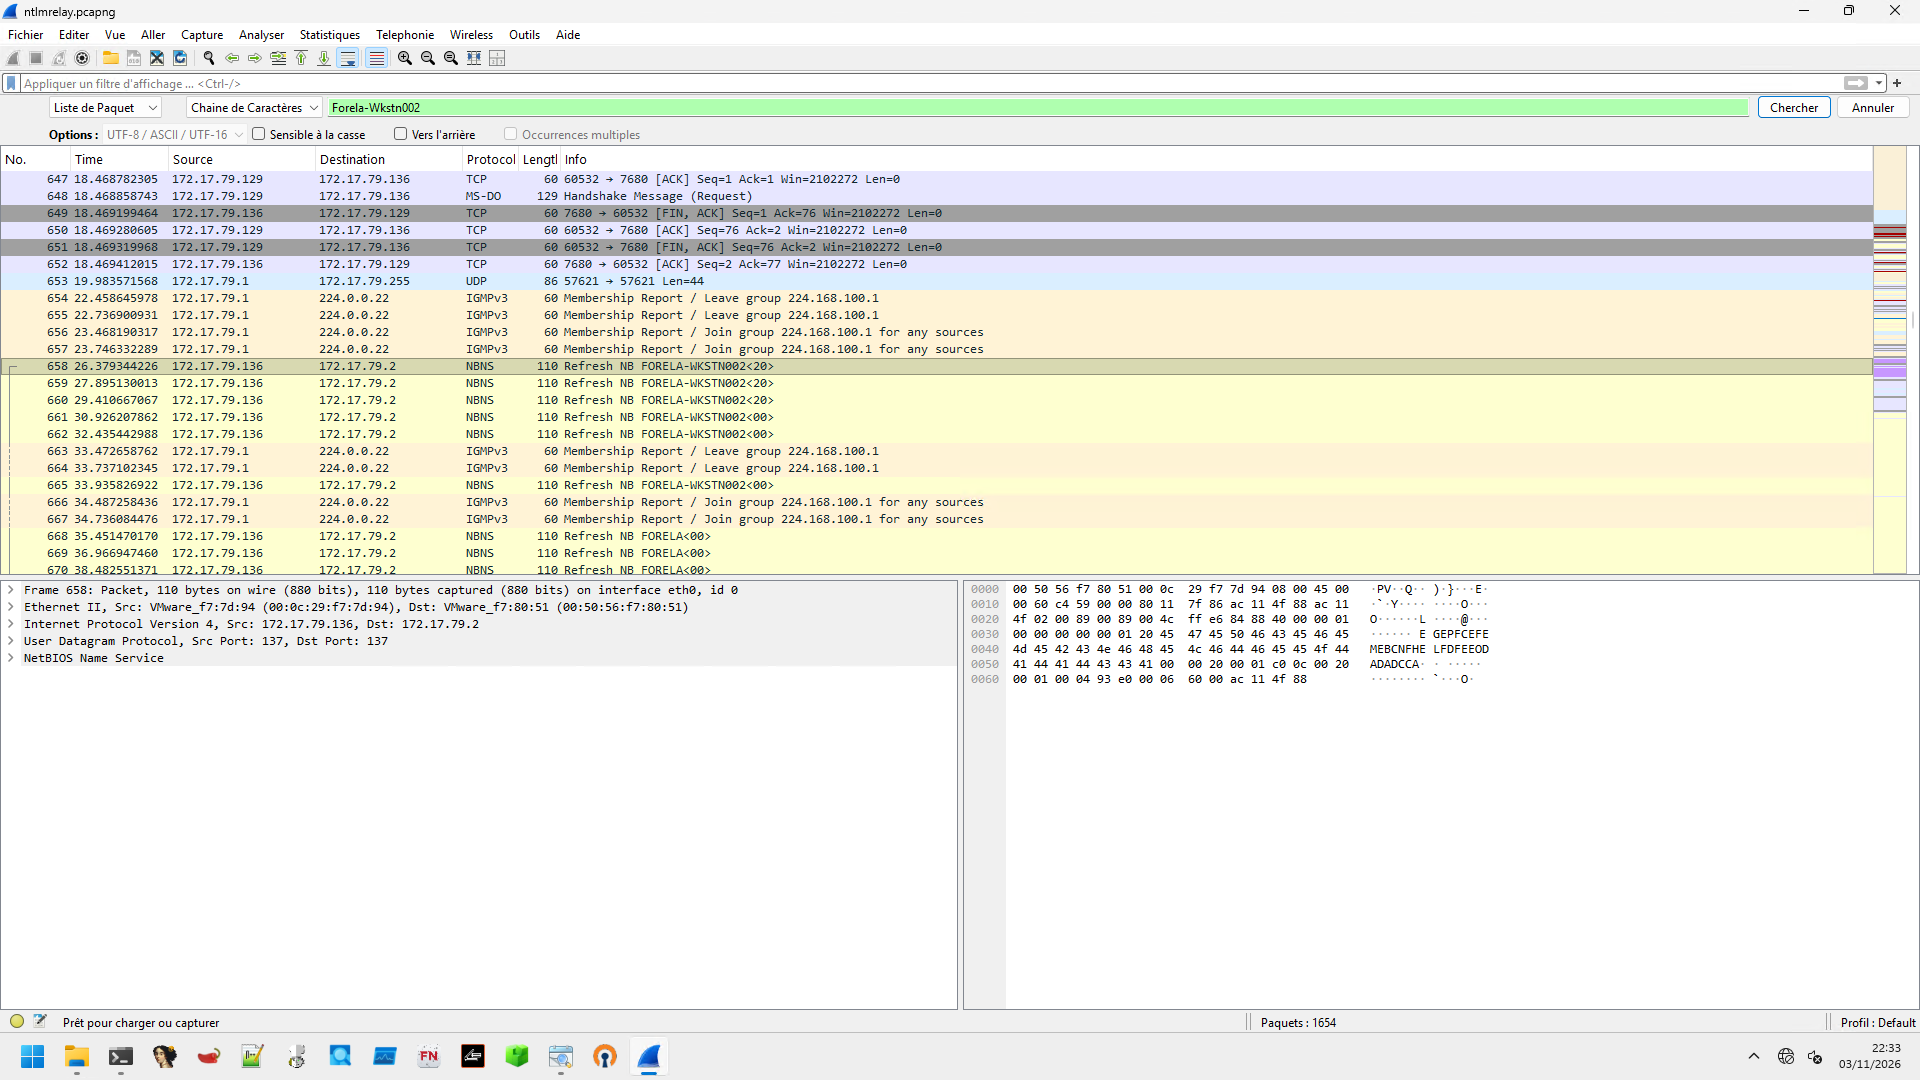 ntlmrelay.pcapng
Fichier Editer Vue Aller Capture Analyser Statistiques Telephonie Wireless Outils Aide
Appliquer un filtre d'affichage ... <Ctrl-/>
Liste de Paquet Chaine de Caractères Forela-Wkstn002 Chercher Annuler
Options : UTF-8 / ASCII / UTF-16 Sensible à la casse Vers l'arrière Occurrences multiples
No. Time Source Destination Protocol Lengtl Info
647 18.468782305 172.17.79.129 172.17.79.136 TCP 60 60532 → 7680 [ACK] Seq=1 Ack=1 Win=2102272 Len=0
648 18.468858743 172.17.79.129 172.17.79.136 MS-DO 129 Handshake Message (Request)
649 18.469199464 172.17.79.136 172.17.79.129 TCP 60 7680 → 60532 [FIN, ACK] Seq=1 Ack=76 Win=2102272 Len=0
650 18.469280605 172.17.79.129 172.17.79.136 TCP 60 60532 → 7680 [ACK] Seq=76 Ack=2 Win=2102272 Len=0
651 18.469319968 172.17.79.129 172.17.79.136 TCP 60 60532 → 7680 [FIN, ACK] Seq=76 Ack=2 Win=2102272 Len=0
652 18.469412015 172.17.79.136 172.17.79.129 TCP 60 7680 → 60532 [ACK] Seq=2 Ack=77 Win=2102272 Len=0
653 19.983571568 172.17.79.1 172.17.79.255 UDP 86 57621 → 57621 Len=44
654 22.458645978 172.17.79.1 224.0.0.22 IGMPv3 60 Membership Report / Leave group 224.168.100.1
655 22.736900931 172.17.79.1 224.0.0.22 IGMPv3 60 Membership Report / Leave group 224.168.100.1
656 23.468190317 172.17.79.1 224.0.0.22 IGMPv3 60 Membership Report / Join group 224.168.100.1 for any sources
657 23.746332289 172.17.79.1 224.0.0.22 IGMPv3 60 Membership Report / Join group 224.168.100.1 for any sources
658 26.379344226 172.17.79.136 172.17.79.2 NBNS 110 Refresh NB FORELA-WKSTN002<20>
659 27.895130013 172.17.79.136 172.17.79.2 NBNS 110 Refresh NB FORELA-WKSTN002<20>
660 29.410667067 172.17.79.136 172.17.79.2 NBNS 110 Refresh NB FORELA-WKSTN002<20>
661 30.926207862 172.17.79.136 172.17.79.2 NBNS 110 Refresh NB FORELA-WKSTN002<00>
662 32.435442988 172.17.79.136 172.17.79.2 NBNS 110 Refresh NB FORELA-WKSTN002<00>
663 33.472658762 172.17.79.1 224.0.0.22 IGMPv3 60 Membership Report / Leave group 224.168.100.1
664 33.737102345 172.17.79.1 224.0.0.22 IGMPv3 60 Membership Report / Leave group 224.168.100.1
665 33.935826922 172.17.79.136 172.17.79.2 NBNS 110 Refresh NB FORELA-WKSTN002<00>
666 34.487258436 172.17.79.1 224.0.0.22 IGMPv3 60 Membership Report / Join group 224.168.100.1 for any sources
667 34.736084476 172.17.79.1 224.0.0.22 IGMPv3 60 Membership Report / Join group 224.168.100.1 for any sources
668 35.451470170 172.17.79.136 172.17.79.2 NBNS 110 Refresh NB FORELA<00>
669 36.966947460 172.17.79.136 172.17.79.2 NBNS 110 Refresh NB FORELA<00>
670 38.482551371 172.17.79.136 172.17.79.2 NBNS 110 Refresh NB FORELA<00>
Frame 658: Packet, 110 bytes on wire (880 bits), 110 bytes captured (880 bits) on interface eth0, id 0
Ethernet II, Src: VMware_f7:7d:94 (00:0c:29:f7:7d:94), Dst: VMware_f7:80:51 (00:50:56:f7:80:51)
Internet Protocol Version 4, Src: 172.17.79.136, Dst: 172.17.79.2
User Datagram Protocol, Src Port: 137, Dst Port: 137
NetBIOS Name Service
0000 00 50 56 f7 80 51 00 0c 29 f7 7d 94 08 00 45 00 ·PV··Q·· )·}···E·
0010 00 60 c4 59 00 00 80 11 7f 86 ac 11 4f 88 ac 11 ·`·Y···· ····O···
0020 4f 02 00 89 00 89 00 4c ff e6 84 88 40 00 00 01 O······L ····@···
0030 00 00 00 00 00 01 20 45 47 45 50 46 43 45 46 45 ······ E GEPFCEFE
0040 4d 45 42 43 4e 46 48 45 4c 46 44 46 45 45 4f 44 MEBCNFHE LFDFEEOD
0050 41 44 41 44 43 43 41 00 00 20 00 01 c0 0c 00 20 ADADCCA· · ·····
0060 00 01 00 04 93 e0 00 06 60 00 ac 11 4f 88 ········ `···O·
Prêt pour charger ou capturer Paquets : 1654 Profil : Default
FN
22:33
03/11/2026